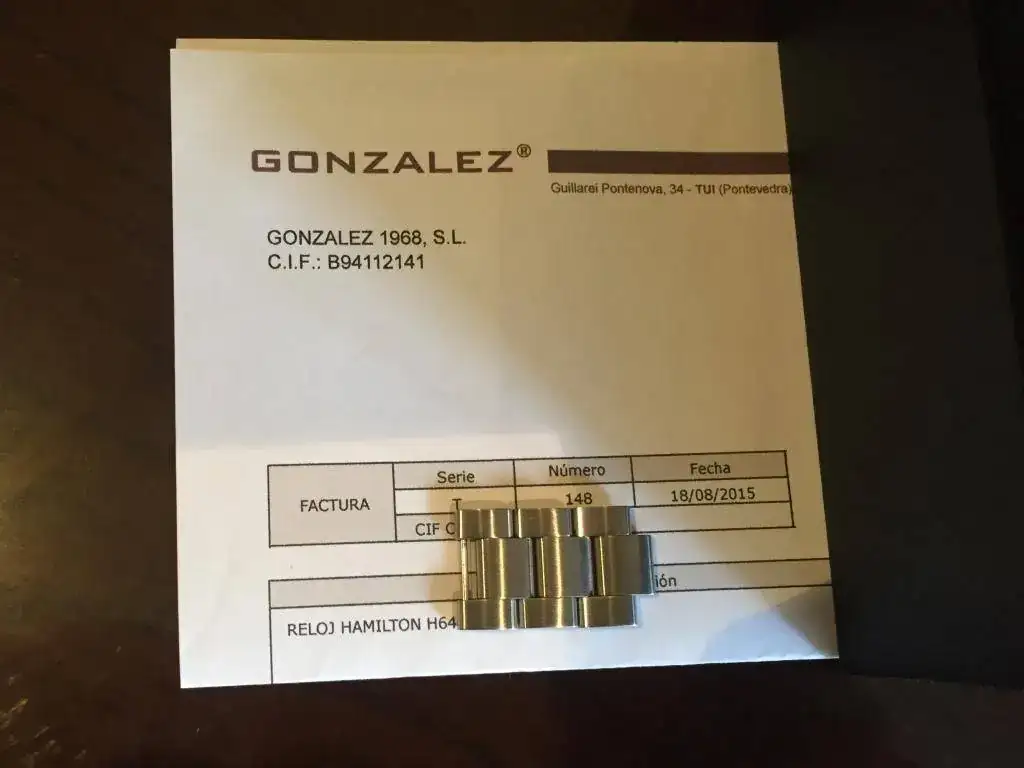 GONZALEZ®
Guillarei Pontenova, 34 - TUI (Pontevedra)
GONZALEZ 1968, S.L.
C.I.F.: B94112141
FACTURA
Serie
Número
Fecha
T
148
18/08/2015
CIF C
ión
RELOJ HAMILTON H64